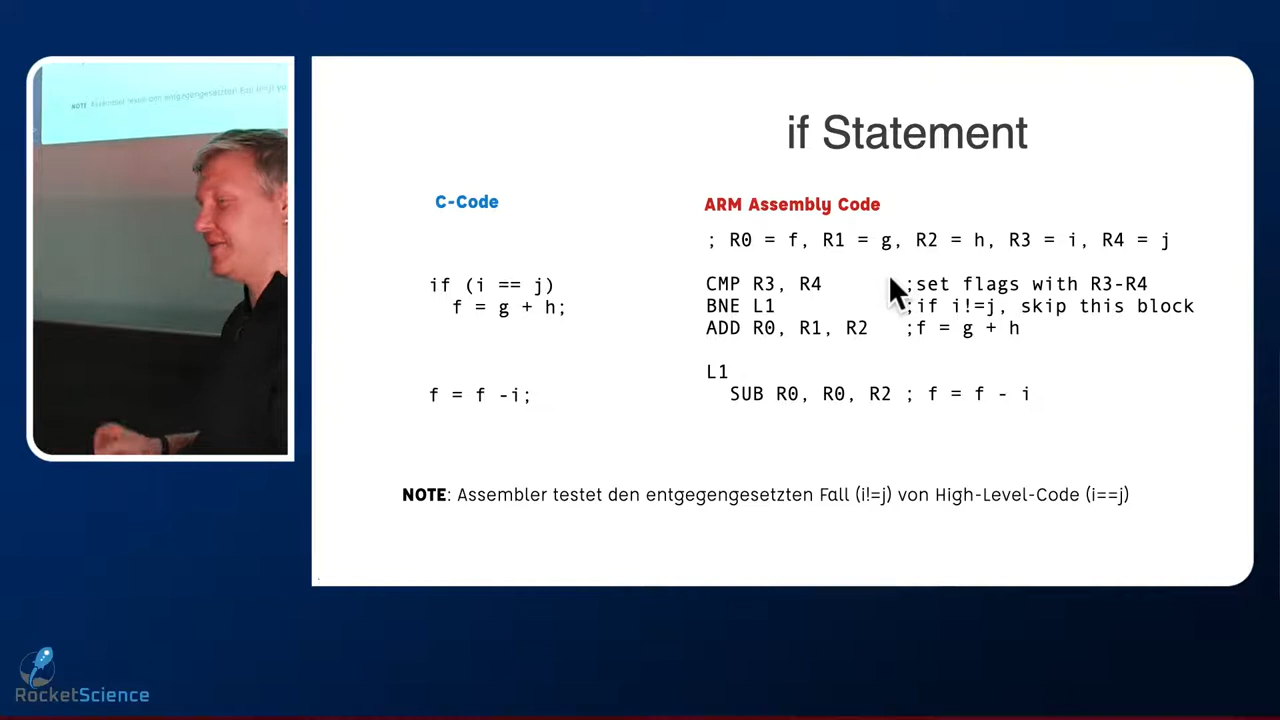 NOTE
if Statement
C-Code
ARM Assembly Code
; R0 = f, R1 = g, R2 = h, R3 = i, R4 = j
if (i == j)
f = g + h;
f = f -i;
CMP R3, R4 ;set flags with R3-R4
BNE L1 ;if i!=j, skip this block
ADD R0, R1, R2 ;f = g + h
L1
SUB R0, R0, R2 ; f = f - i
NOTE: Assembler testet den entgegengesetzten Fall (i!=j) von High-Level-Code (i==j)
RocketScience